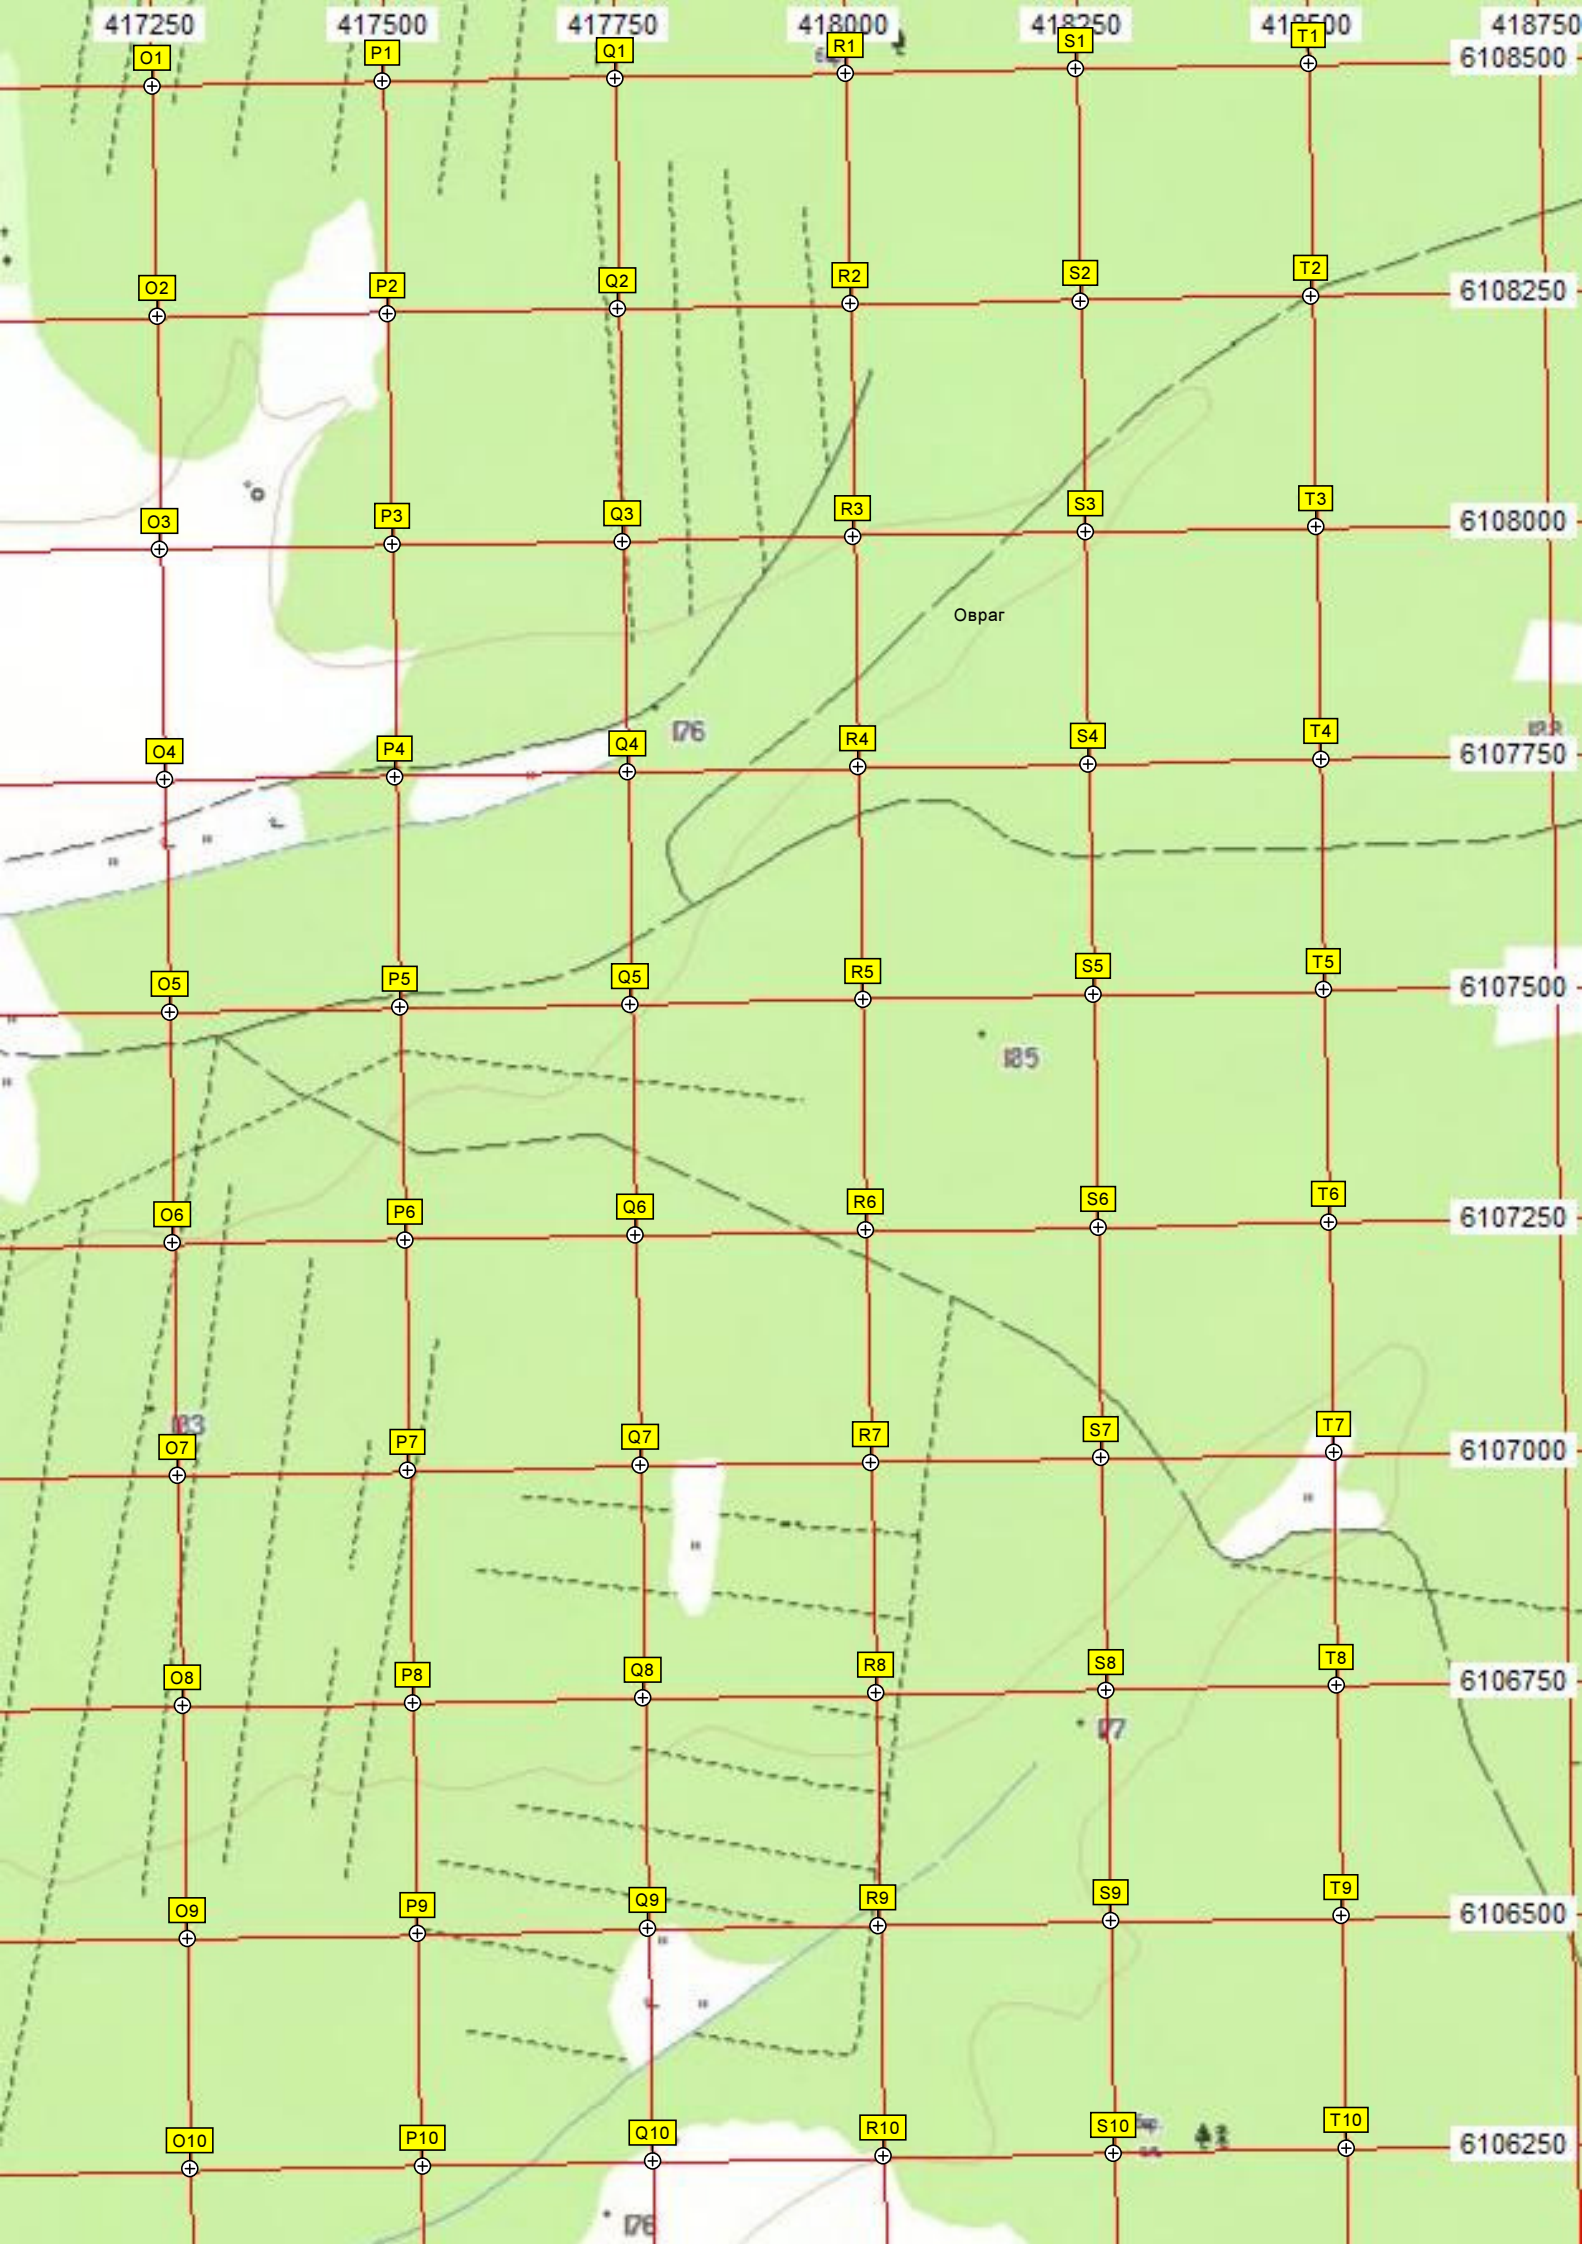 417250 417500 417750 418000 418250 418500 418750
O1 P1 Q1 R1 S1 T1 6108500
O2 P2 Q2 R2 S2 T2 6108250
O3 P3 Q3 R3 S3 T3 6108000
Овраг
176
O4 P4 Q4 R4 S4 T4 6107750
O5 P5 Q5 R5 S5 T5 6107500
185
O6 P6 Q6 R6 S6 T6 6107250
183
O7 P7 Q7 R7 S7 T7 6107000
O8 P8 Q8 R8 S8 T8 6106750
177
O9 P9 Q9 R9 S9 T9 6106500
O10 P10 Q10 R10 S10 T10 6106250
176